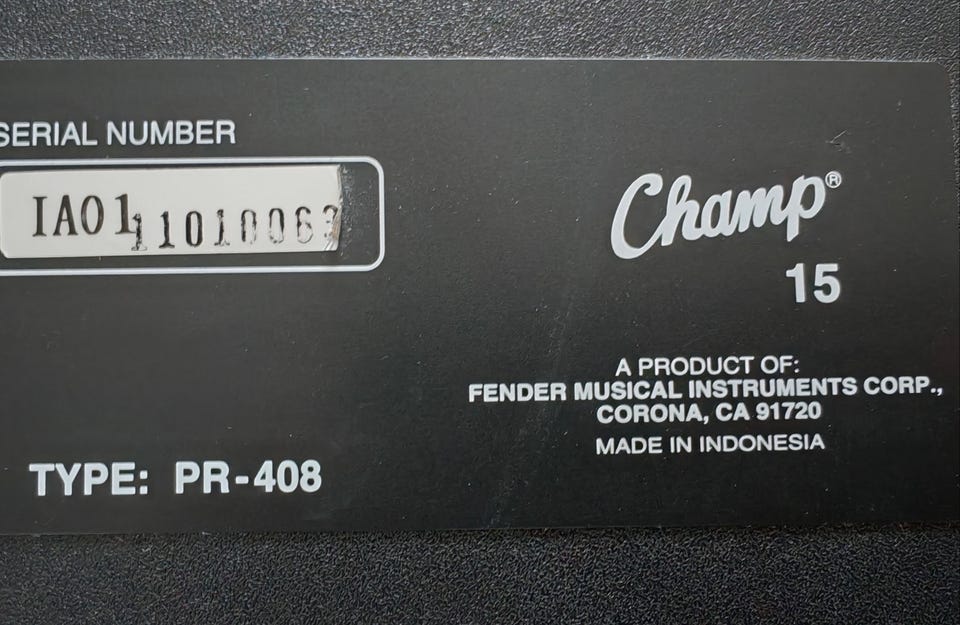 SERIAL NUMBER
IA01
Champ®
15
A PRODUCT OF:
FENDER MUSICAL INSTRUMENTS CORP.,
CORONA, CA 91720
MADE IN INDONESIA
TYPE: PR-408